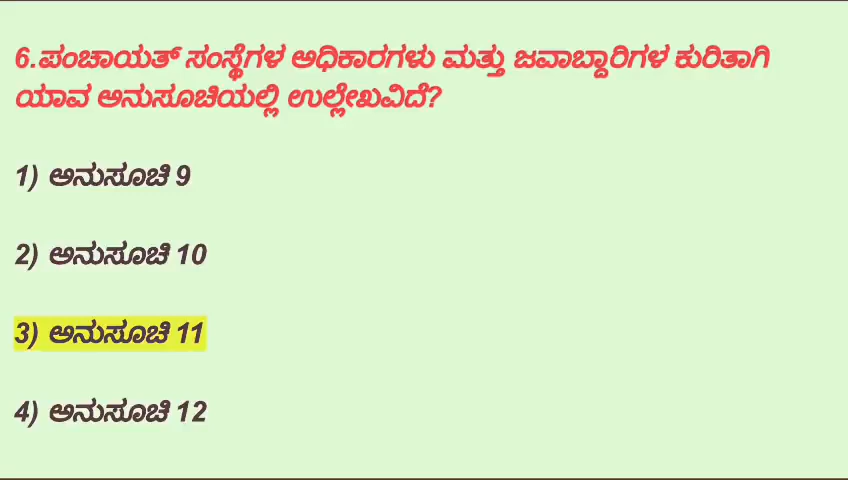 6.ಪಂಚಾಯತ್ ಸಂಸ್ಥೆಗಳ ಅಧಿಕಾರಗಳು ಮತ್ತು ಜವಾಬ್ದಾರಿಗಳ ಕುರಿತಾಗಿ
ಯಾವ ಅನುಸೂಚಿಯಲ್ಲಿ ಉಲ್ಲೇಖವಿದೆ?
1) ಅನುಸೂಚಿ 9
2) ಅನುಸೂಚಿ 10
3) ಅನುಸೂಚಿ 11
4) ಅನುಸೂಚಿ 12